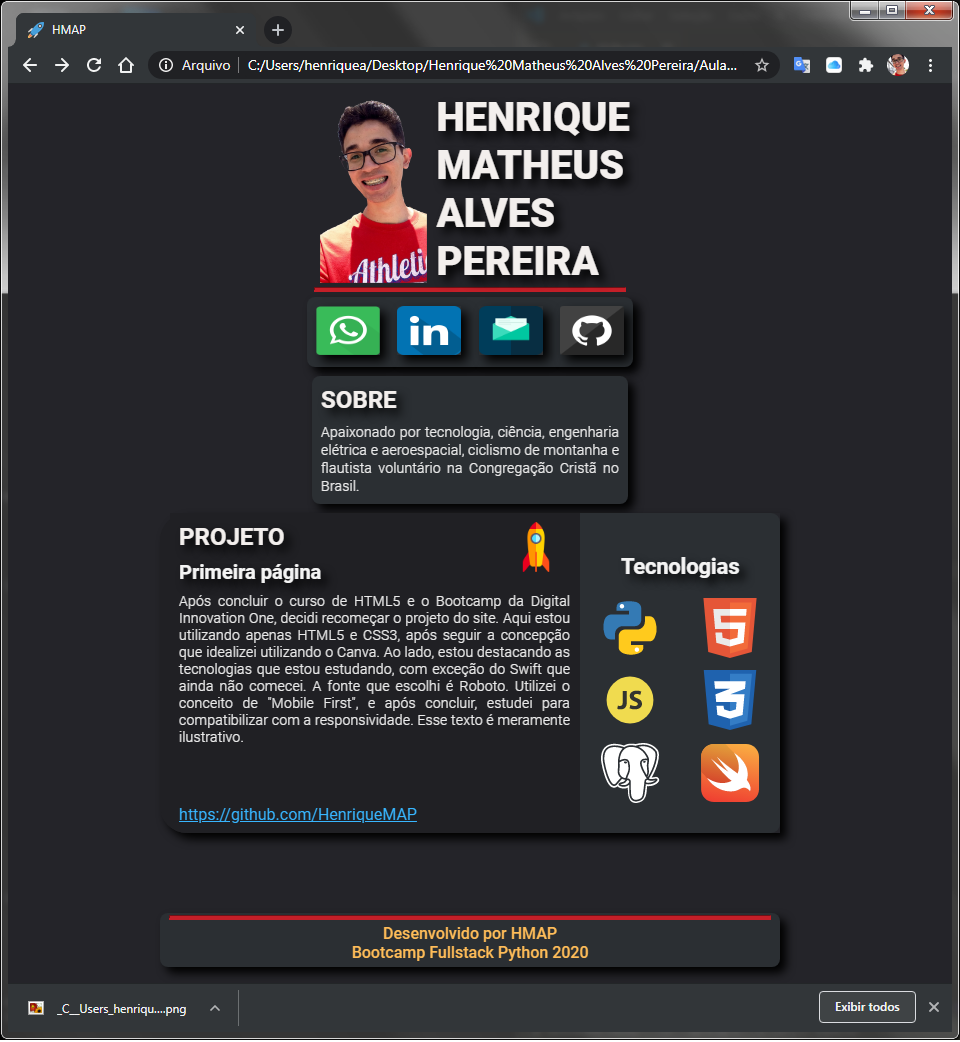 HMAP
Arquivo
C:/Users/henriquea/Desktop/Henrique%20Matheus%20Alves%20Pereira/Aula...
HENRIQUE
MATHEUS
ALVES
PEREIRA
Athleti
in
SOBRE
Apaixonado por tecnologia, ciência, engenharia
elétrica e aeroespacial, ciclismo de montanha e
flautista voluntário na Congregação Cristã no
Brasil.
PROJETO
Primeira página
Após concluir o curso de HTML5 e o Bootcamp da Digital
Innovation One, decidi recomeçar o projeto do site. Aqui estou
utilizando apenas HTML5 e CSS3, após seguir a concepção
que idealizei utilizando o Canva. Ao lado, estou destacando as
tecnologias que estou estudando, com exceção do Swift que
ainda não comecei. A fonte que escolhi é Roboto. Utilizei o
conceito de "Mobile First", e após concluir, estudei para
compatibilizar com a responsividade. Esse texto é meramente
ilustrativo.
https://github.com/HenriqueMAP
Tecnologias
5
JS
3
Desenvolvido por HMAP
Bootcamp Fullstack Python 2020
_C__Users_henriqu....png
Exibir todos